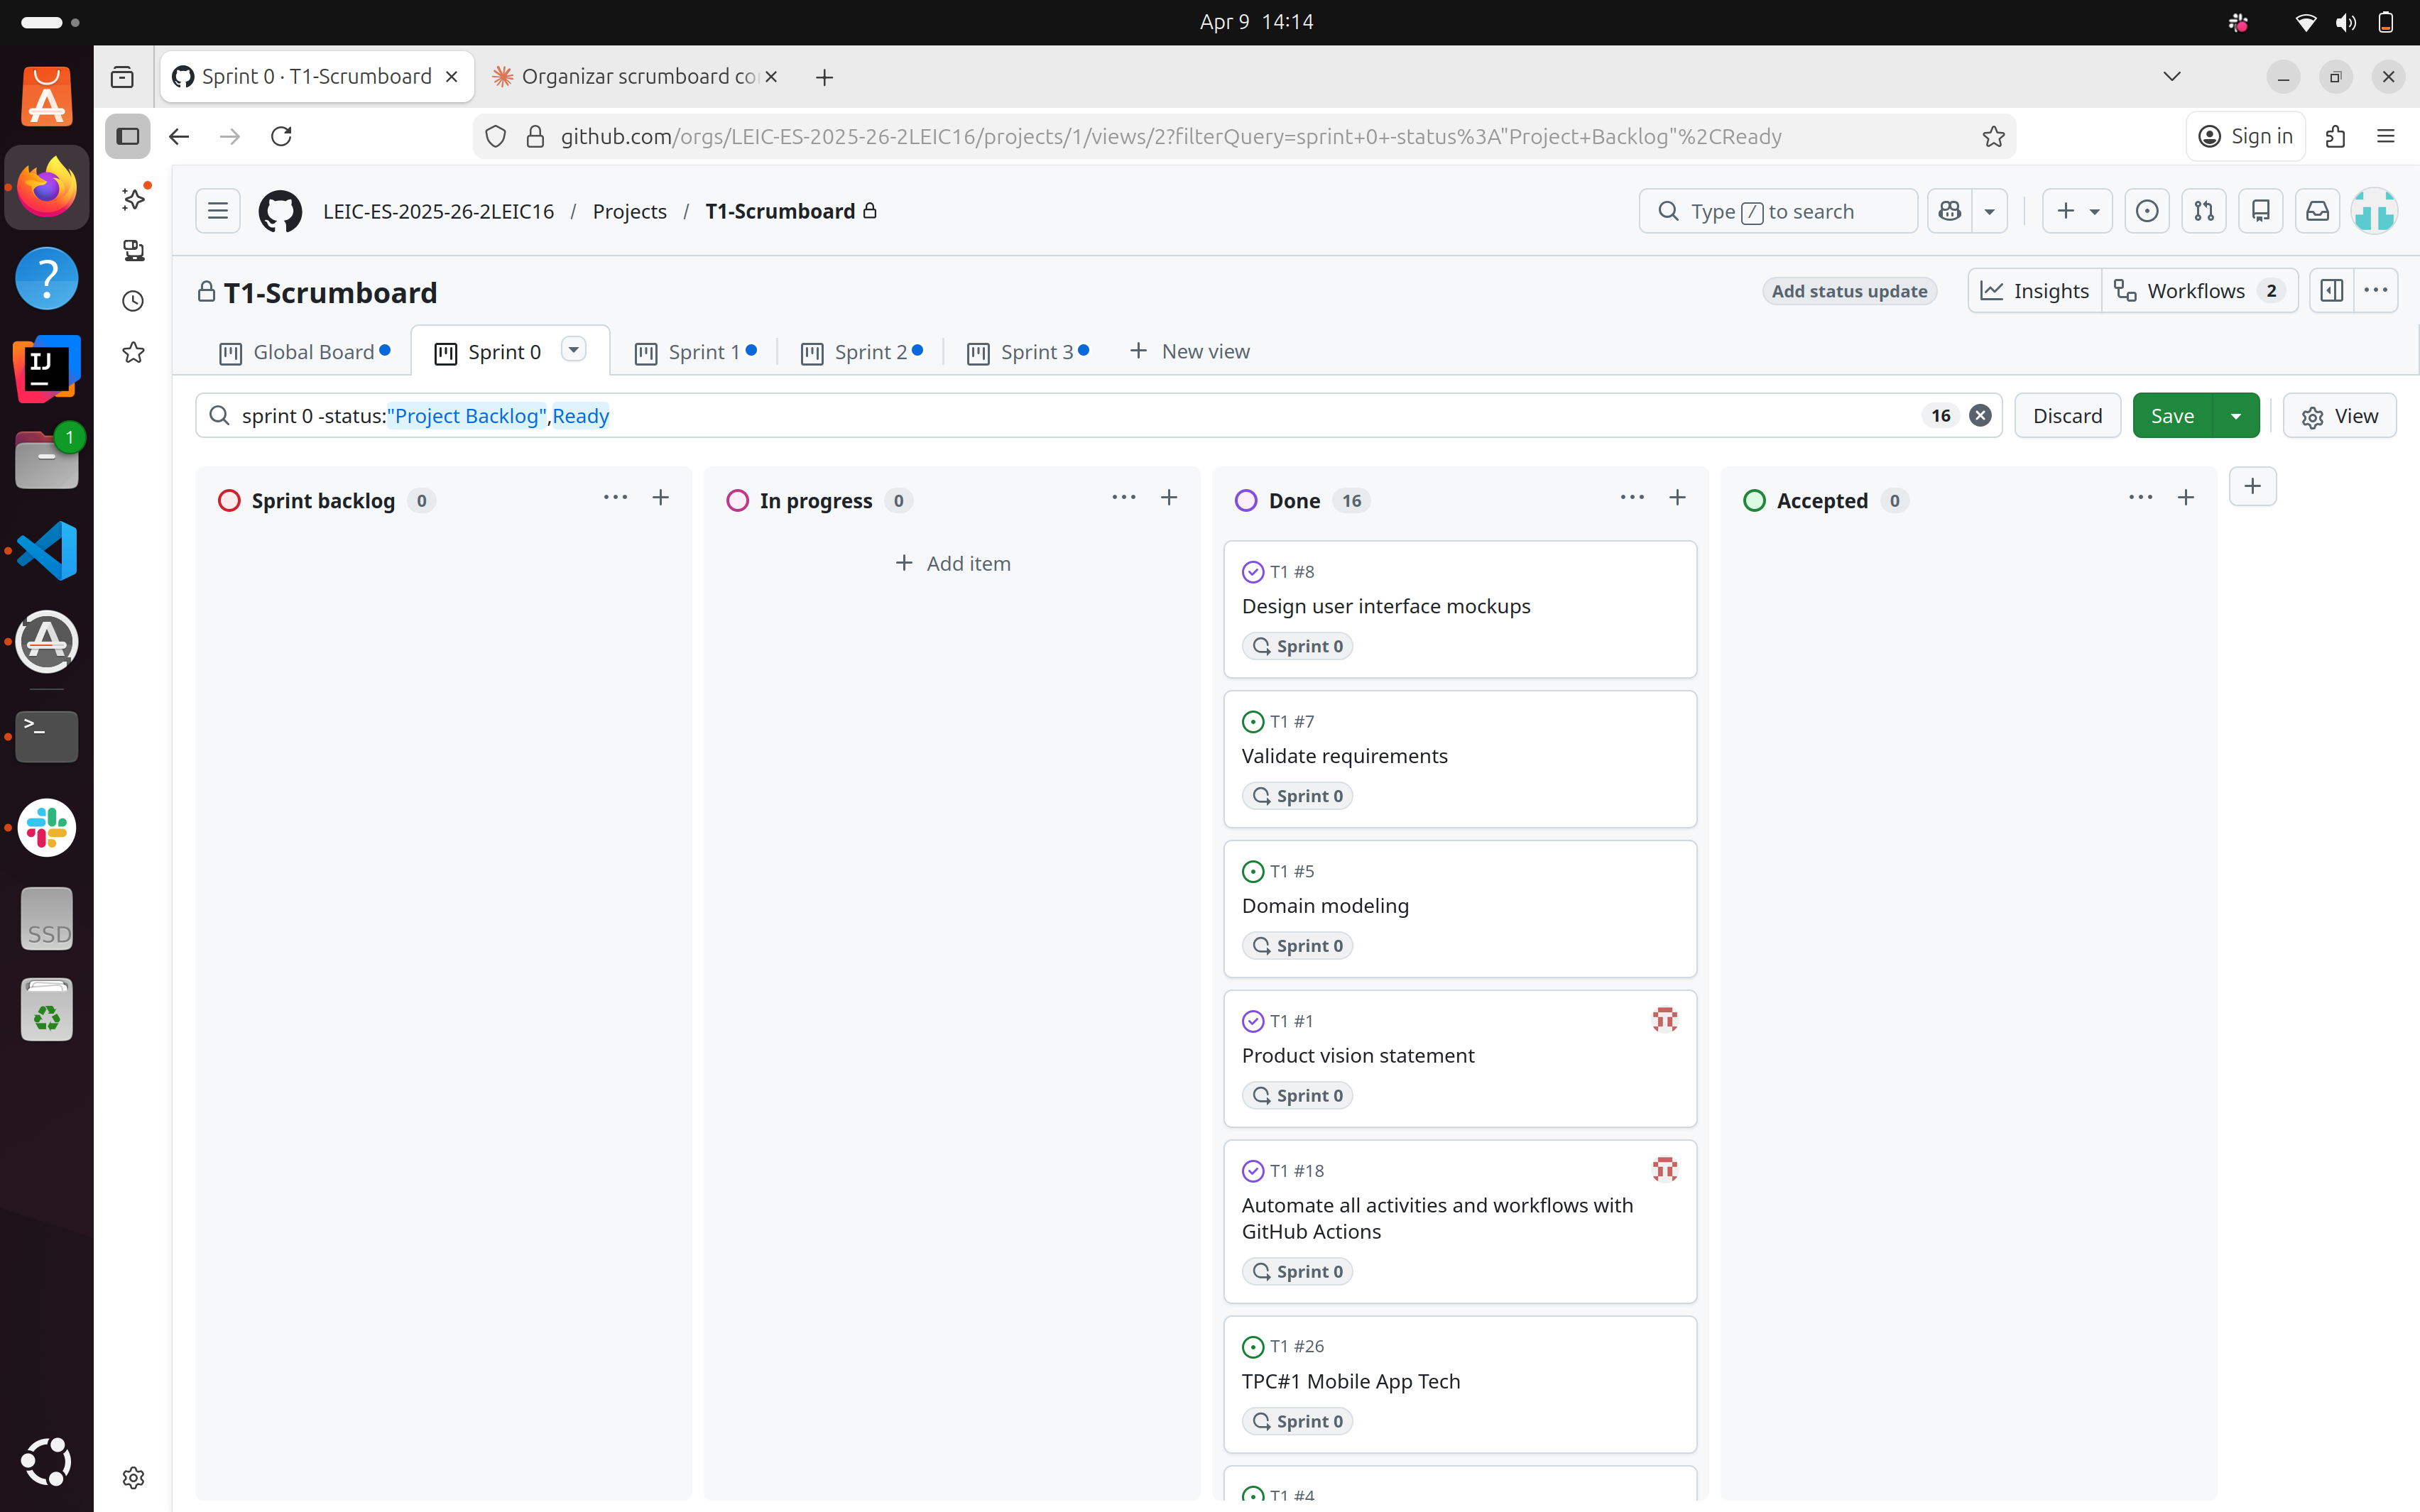 Apr 9 14:14
Sprint 0 · T1-Scrumboard
Organizar scrumboard co
github.com/orgs/LEIC-ES-2025-26-2LEIC16/projects/1/views/2?filterQuery=sprint+0+-status%3A"Project+Backlog"%2CReady
Sign in
LEIC-ES-2025-26-2LEIC16 / Projects / T1-Scrumboard
Type / to search
T1-Scrumboard
Add status update
Insights
Workflows 2
Global Board
Sprint 0
Sprint 1
Sprint 2
Sprint 3
New view
sprint 0 -status:"Project Backlog",Ready
16
Discard
Save
View
Sprint backlog 0
In progress 0
Add item
Done 16
T1 #8
Design user interface mockups
Sprint 0
T1 #7
Validate requirements
Sprint 0
T1 #5
Domain modeling
Sprint 0
T1 #1
Product vision statement
Sprint 0
T1 #18
Automate all activities and workflows with
GitHub Actions
Sprint 0
T1 #26
TPC#1 Mobile App Tech
Sprint 0
T1 #4
Accepted 0
IJ
1
>_
SSD